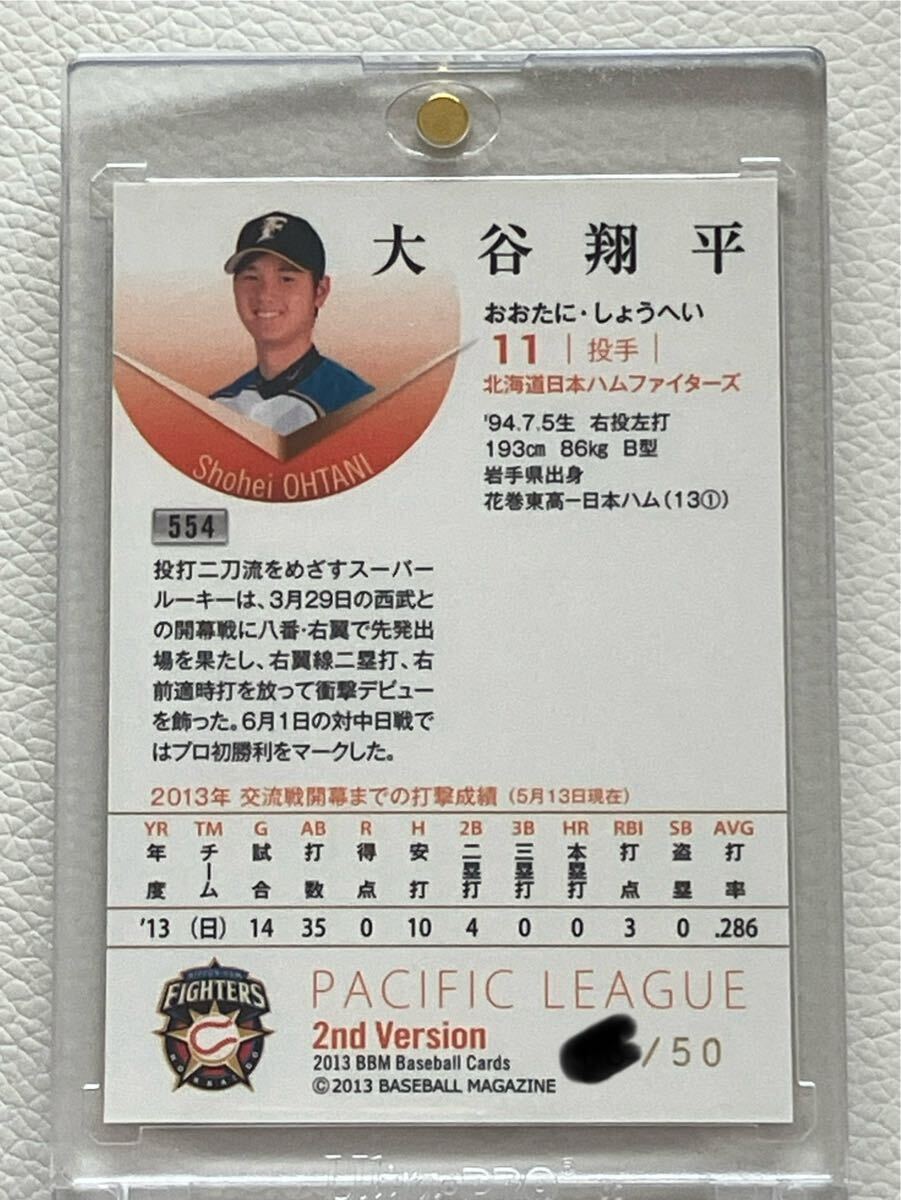 大谷翔平
おおたに・しょうへい
11 | 投手 |
北海道日本ハムファイターズ
'94.7.5生 右投左打
193cm 86kg B型
岩手県出身
花巻東高ー日本ハム(13①)
Shohei OHTANI
554
投打二刀流をめざすスーパー
ルーキーは、3月29日の西武と
の開幕戦に八番・右翼で先発出
場を果たし、右翼線二塁打、右
前適時打を放って衝撃デビュー
を飾った。6月1日の対中日戦で
はプロ初勝利をマークした。
2013年 交流戦開幕までの打撃成績(5月13日現在)
YR TM G AB R H 2B 3B HR RBI SB AVG
年度 チーム 試合 打数 得点 安打 二塁打 三塁打 本塁打 打点 盗塁 打率
'13 (日) 14 35 0 10 4 0 0 3 0 .286
NIPPON-HAM
FIGHTERS
HOKKAIDO
PACIFIC LEAGUE
2nd Version
2013 BBM Baseball Cards
©2013 BASEBALL MAGAZINE
/50
Ultra PRO